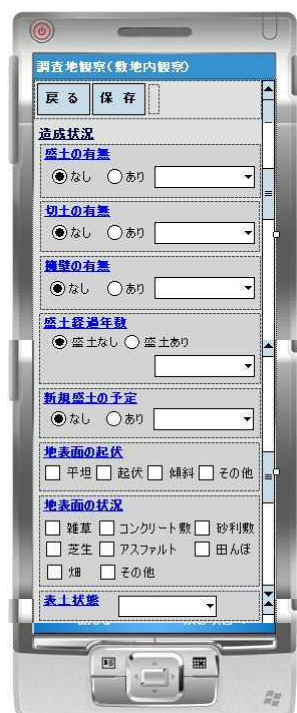 調査地観察(敷地内観察)
戻る 保存
造成状況
盛土の有無
なし あり
切土の有無
なし あり
擁壁の有無
なし あり
盛土経過年数
盛土なし 盛土あり
新規盛土の予定
なし あり
地表面の起伏
平坦 起伏 傾斜 その他
地表面の状況
雑草 コンクリート敷 砂利敷
芝生 アスファルト 田んぼ
畑 その他
表土状態